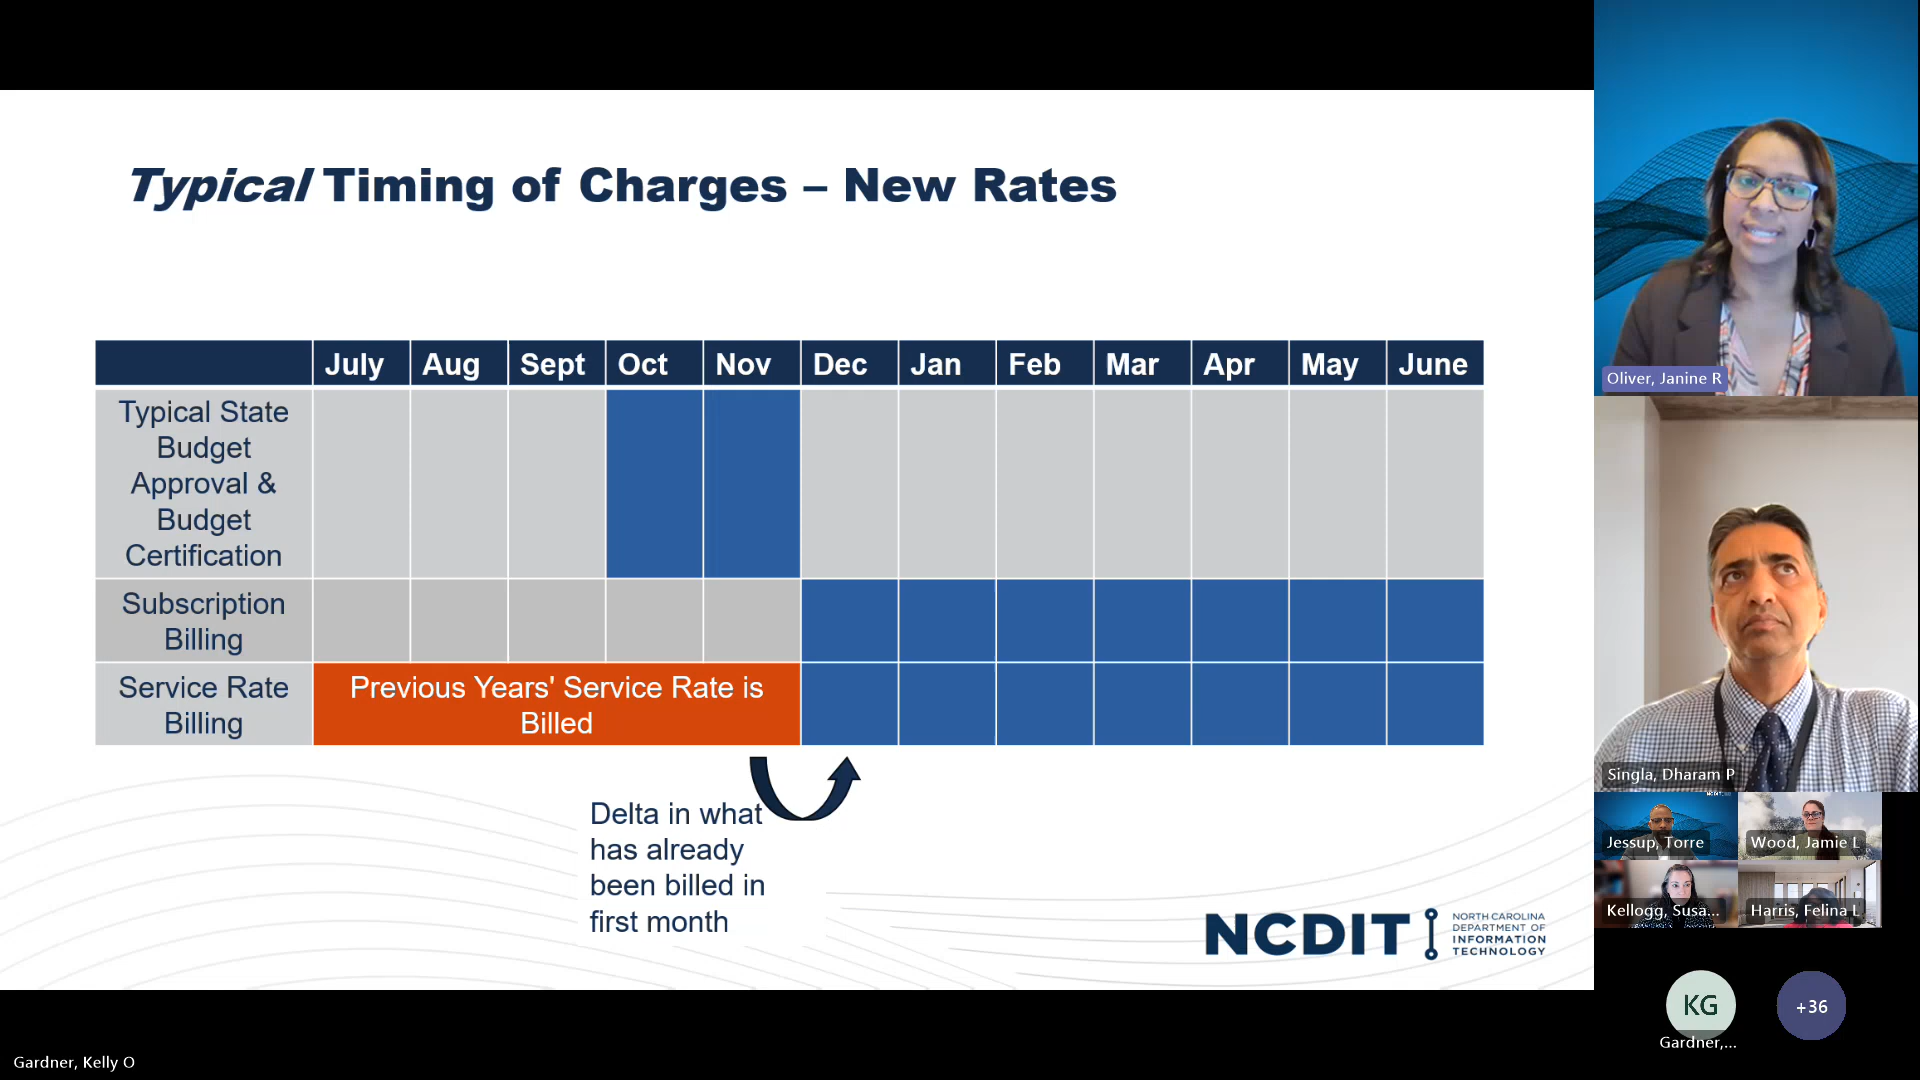 Typical Timing of Charges – New Rates
July Aug Sept Oct Nov Dec Jan Feb Mar Apr May June
Typical State
Budget
Approval &
Budget
Certification
Subscription
Billing
Service Rate
Billing
Previous Years' Service Rate is
Billed
Delta in what
has already
been billed in
first month
NCDIT
NORTH CAROLINA
DEPARTMENT OF
INFORMATION
TECHNOLOGY
Oliver, Janine R
Singla, Dharam P
Jessup, Torre
Wood, Jamie L
Kellogg, Susa...
Harris, Felina L
KG
+36
Gardner,...
Gardner, Kelly O